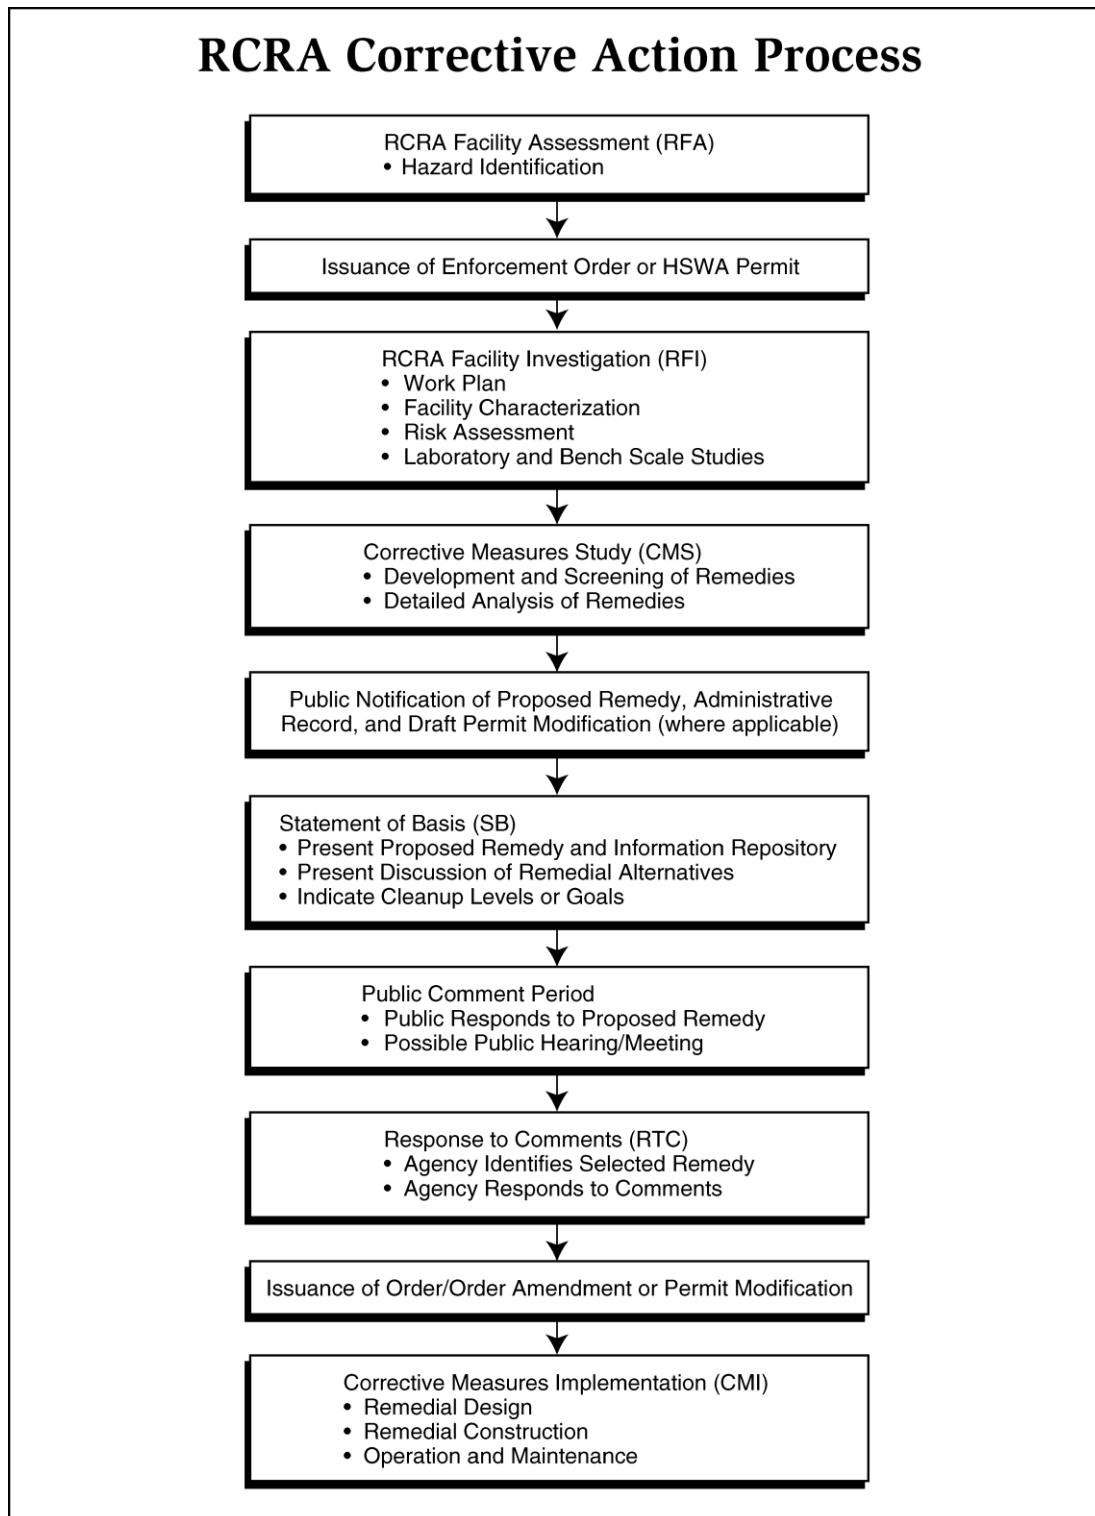 RCRA Corrective Action Process
RCRA Facility Assessment (RFA)
• Hazard Identification
Issuance of Enforcement Order or HSWA Permit
RCRA Facility Investigation (RFI)
• Work Plan
• Facility Characterization
• Risk Assessment
• Laboratory and Bench Scale Studies
Corrective Measures Study (CMS)
• Development and Screening of Remedies
• Detailed Analysis of Remedies
Public Notification of Proposed Remedy, Administrative
Record, and Draft Permit Modification (where applicable)
Statement of Basis (SB)
• Present Proposed Remedy and Information Repository
• Present Discussion of Remedial Alternatives
• Indicate Cleanup Levels or Goals
Public Comment Period
• Public Responds to Proposed Remedy
• Possible Public Hearing/Meeting
Response to Comments (RTC)
• Agency Identifies Selected Remedy
• Agency Responds to Comments
Issuance of Order/Order Amendment or Permit Modification
Corrective Measures Implementation (CMI)
• Remedial Design
• Remedial Construction
• Operation and Maintenance